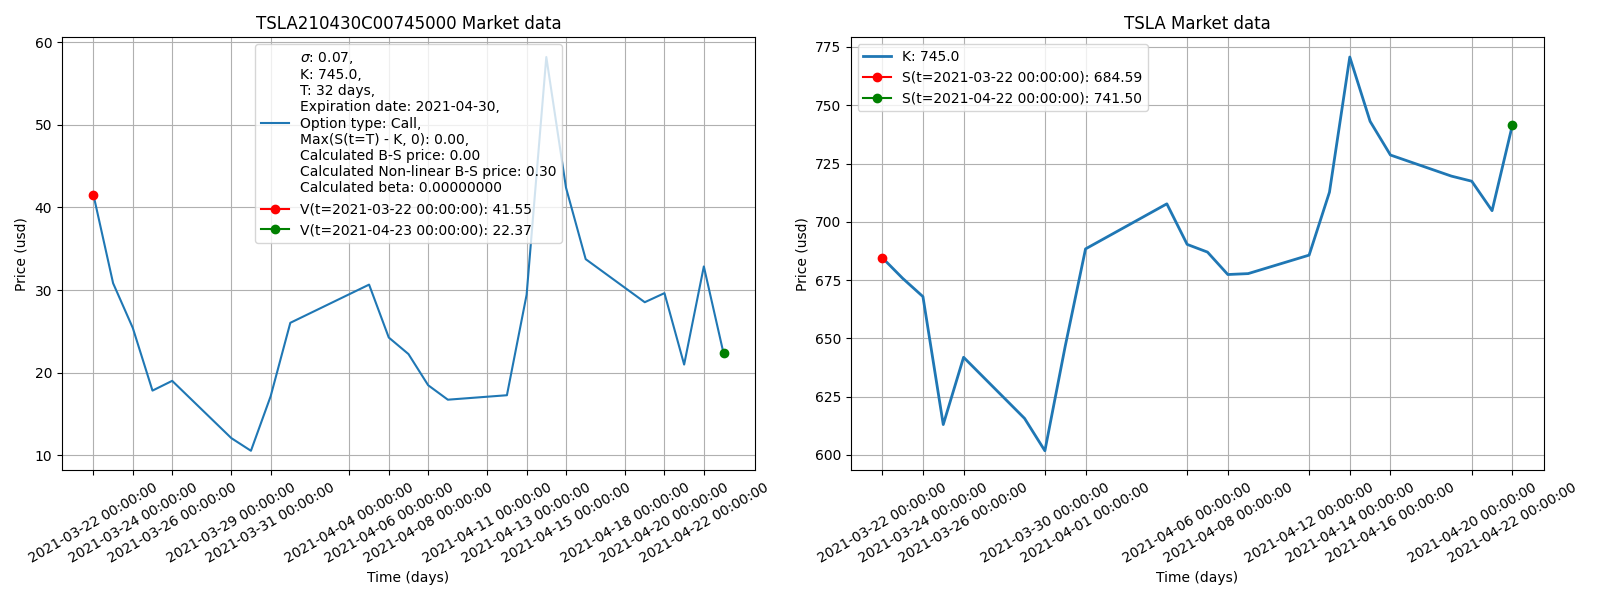 TSLA210430C00745000 Market data
Price (usd)
60
50
40
30
20
10
σ: 0.07,
K: 745.0,
T: 32 days,
Expiration date: 2021-04-30,
Option type: Call,
Max(S(t=T) - K, 0): 0.00,
Calculated B-S price: 0.00
Calculated Non-linear B-S price: 0.30
Calculated beta: 0.00000000
V(t=2021-03-22 00:00:00): 41.55
V(t=2021-04-23 00:00:00): 22.37
2021-03-22 00:00:00
2021-03-24 00:00:00
2021-03-26 00:00:00
2021-03-29 00:00:00
2021-03-31 00:00:00
2021-04-04 00:00:00
2021-04-06 00:00:00
2021-04-08 00:00:00
2021-04-11 00:00:00
2021-04-13 00:00:00
2021-04-15 00:00:00
2021-04-18 00:00:00
2021-04-20 00:00:00
2021-04-22 00:00:00
Time (days)
TSLA Market data
Price (usd)
775
750
725
700
675
650
625
600
K: 745.0
S(t=2021-03-22 00:00:00): 684.59
S(t=2021-04-22 00:00:00): 741.50
2021-03-22 00:00:00
2021-03-24 00:00:00
2021-03-26 00:00:00
2021-03-30 00:00:00
2021-04-01 00:00:00
2021-04-06 00:00:00
2021-04-08 00:00:00
2021-04-12 00:00:00
2021-04-14 00:00:00
2021-04-16 00:00:00
2021-04-20 00:00:00
2021-04-22 00:00:00
Time (days)